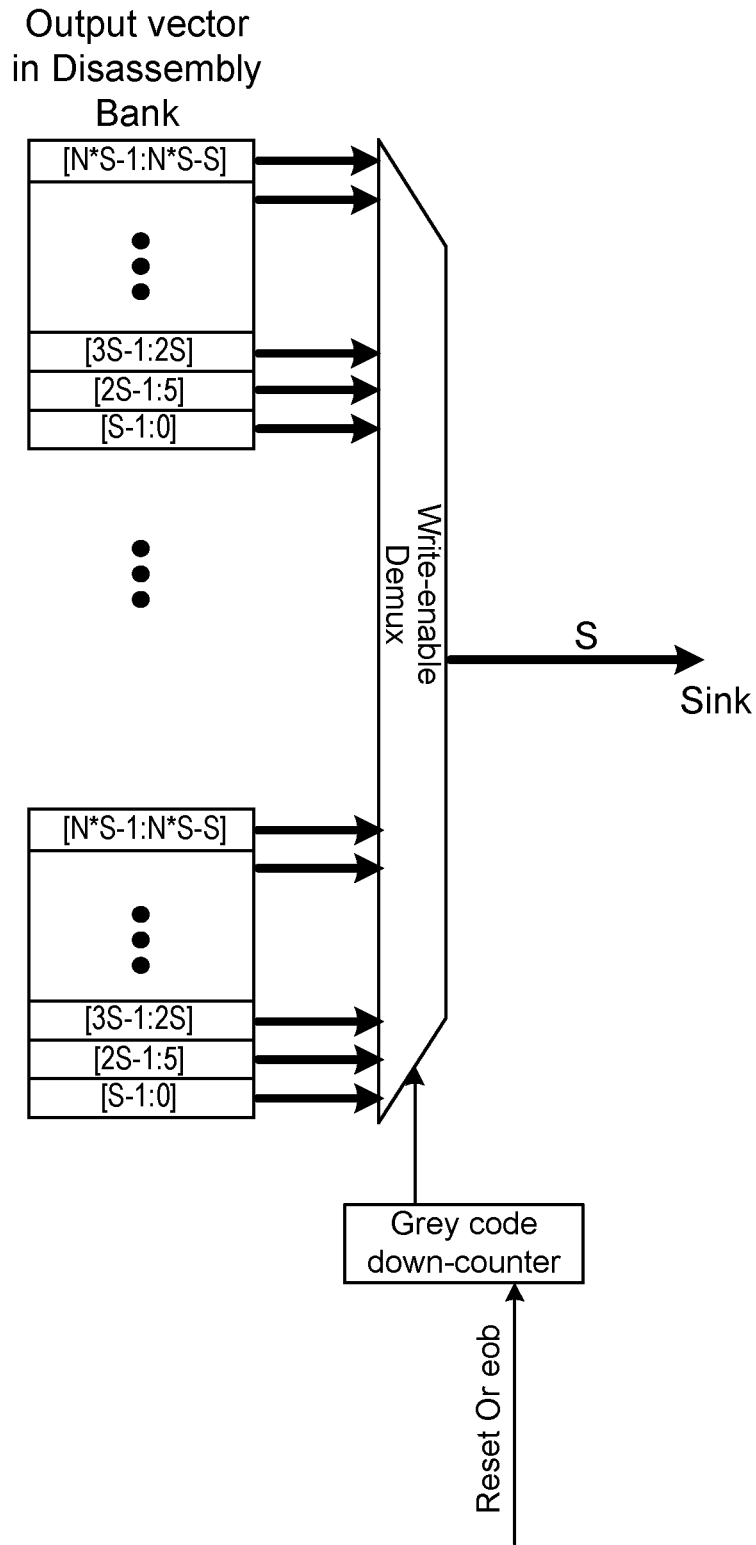 Output vector
in Disassembly
Bank
[N*S-1:N*S-S]
[3S-1:2S]
[2S-1:5]
[S-1:0]
Write-enable
Demux
S
Sink
[N*S-1:N*S-S]
[3S-1:2S]
[2S-1:5]
[S-1:0]
Grey code
down-counter
Reset Or eob